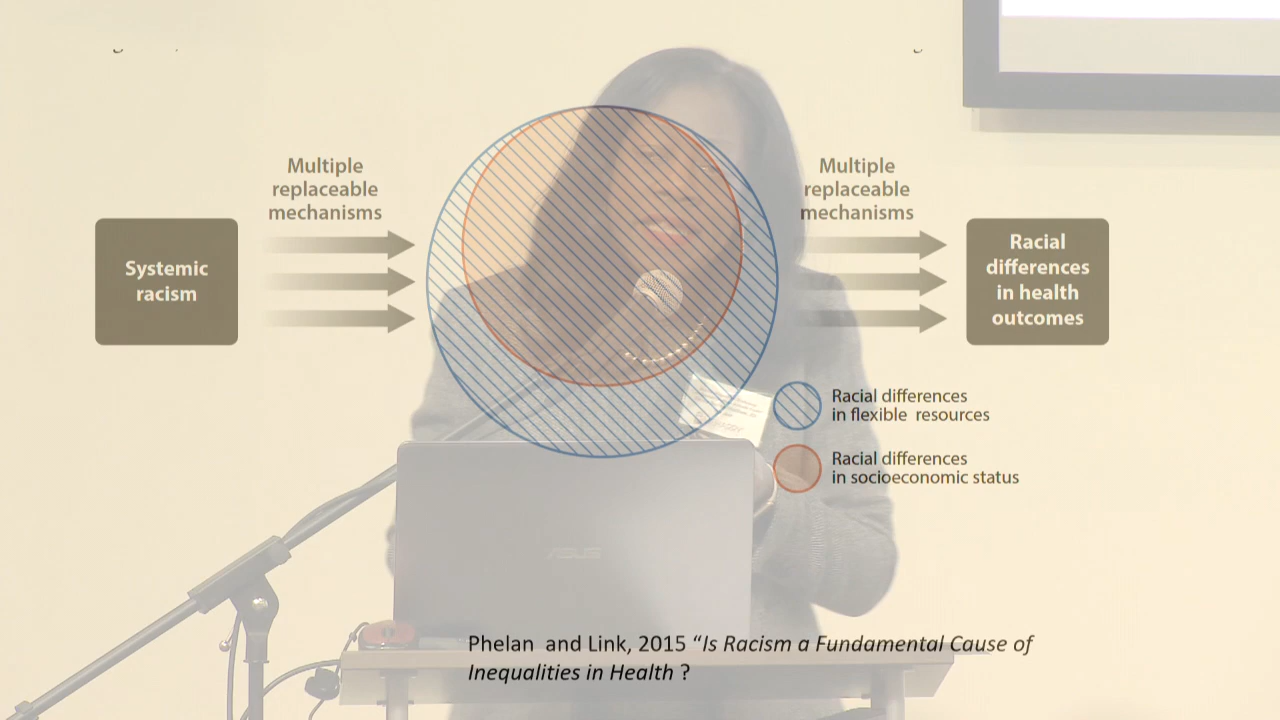 Multiple
replaceable
mechanisms
Multiple
replaceable
mechanisms
Systemic
racism
Racial
differences
in health
outcomes
Racial differences
in flexible resources
Racial differences
in socioeconomic status
ASUS
Phelan and Link, 2015 “Is Racism a Fundamental Cause of
Inequalities in Health ?